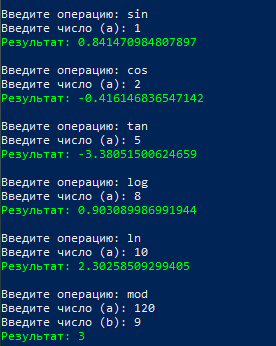 Введите операцию: sin
Введите число (a): 1
Результат: 0.841470984807897
Введите операцию: cos
Введите число (a): 2
Результат: -0.416146836547142
Введите операцию: tan
Введите число (a): 5
Результат: -3.38051500624659
Введите операцию: log
Введите число (a): 8
Результат: 0.903089986991944
Введите операцию: ln
Введите число (a): 10
Результат: 2.30258509299405
Введите операцию: mod
Введите число (a): 120
Введите число (b): 9
Результат: 3